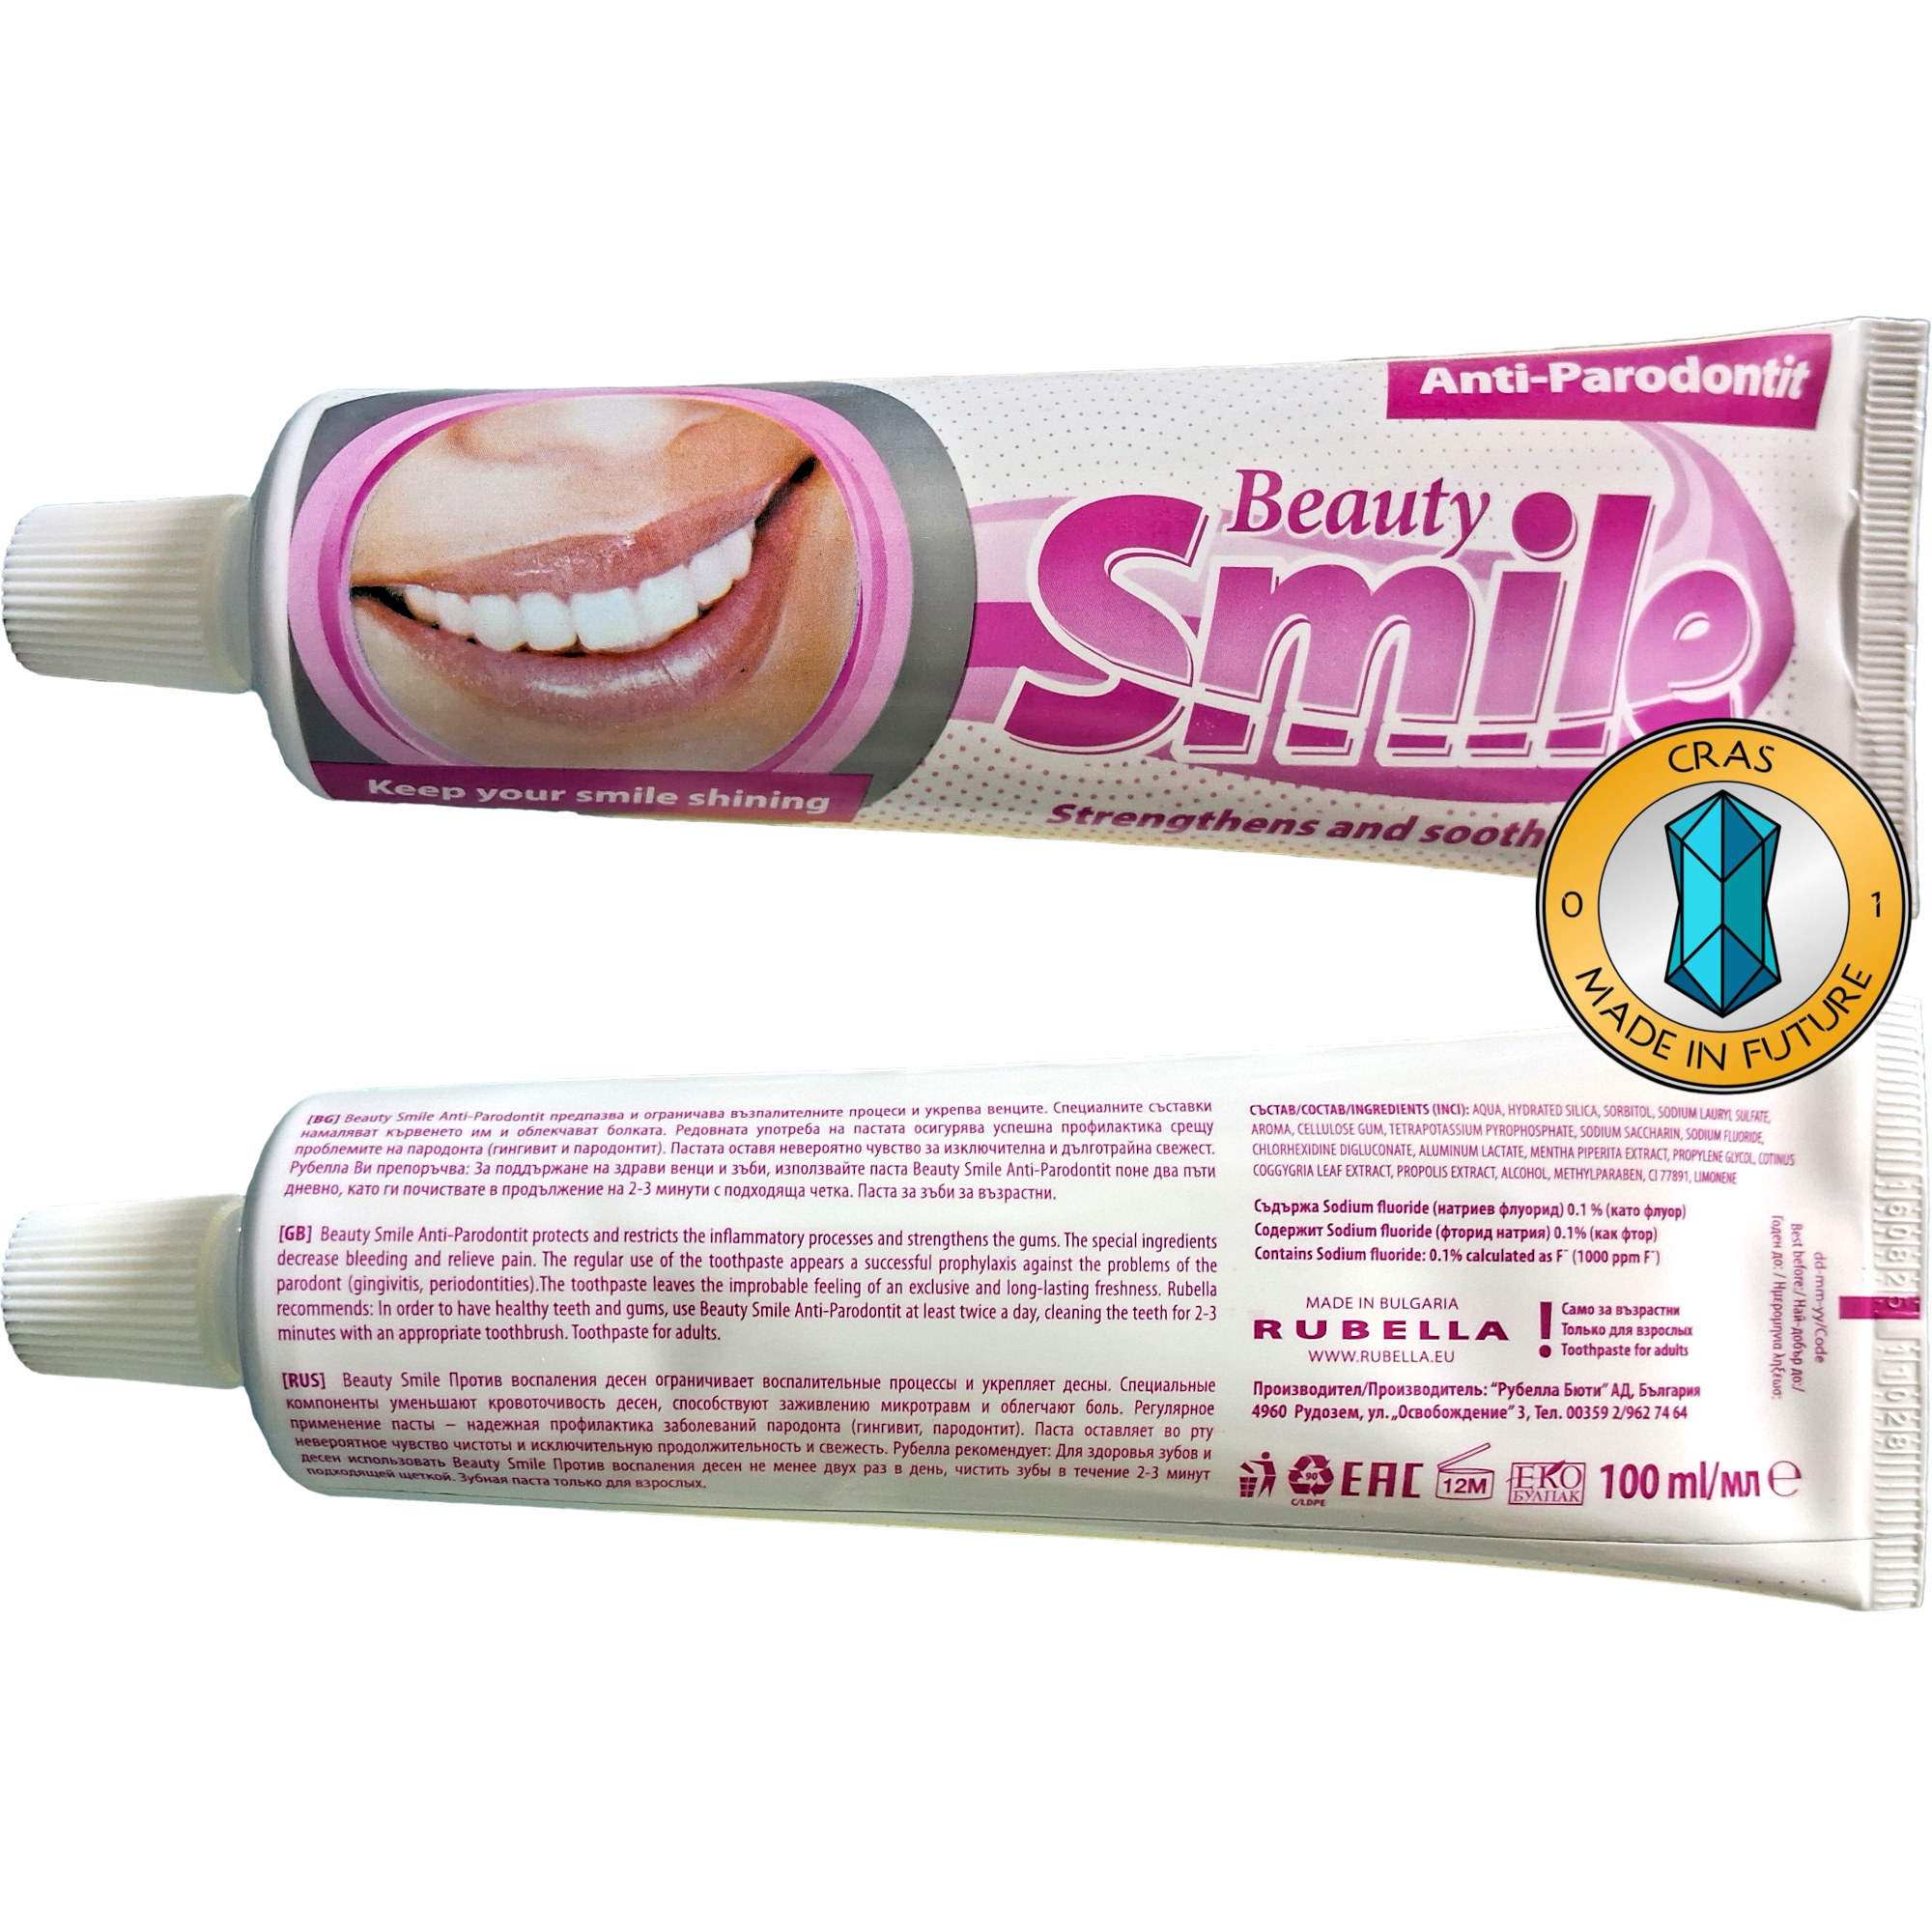 Anti-Parodontit
Beauty
Smile
Keep your smile shining
Strengthens and
CRAS
0 1
MADE IN FUTURE
[BG] Beauty Smile Anti-Parodontit предпазва и ограничава възпалителните процеси и укрепва венците. Специалните съставки
намаляват кървенето им и облекчават болката. Редовната употреба на пастата осигурява успешна профилактика срещу
проблемите на пародонта (гингивит и пародонтит). Пастата оставя невероятно чувство за изключителна и дълготрайна свежест.
Рубелла Ви препоръчва: За поддържане на здрави венци и зъби, използвайте паста Beauty Smile Anti-Parodontit поне два пъти
дневно, като ги почиствате в продължение на 2-3 минути с подходяща четка. Паста за зъби за възрастни.
[GB] Beauty Smile Anti-Parodontit protects and restricts the inflammatory processes and strengthens the gums. The special ingredients
decrease bleeding and relieve pain. The regular use of the toothpaste appears a successful prophylaxis against the problems of the
parodont (gingivitis, periodontities).The toothpaste leaves the improbable feeling of an exclusive and long-lasting freshness. Rubella
recommends: In order to have healthy teeth and gums, use Beauty Smile Anti-Parodontit at least twice a day, cleaning the teeth for 2-3
minutes with an appropriate toothbrush. Toothpaste for adults.
[RUS] Beauty Smile Против воспаления десен ограничивает воспалительные процессы и укрепляет десны. Специальные
компоненты уменьшают кровоточивость десен, способствуют заживлению микротравм и облегчают боль. Регулярное
применение пасты – надежная профилактика заболеваний пародонта (гингивит, пародонтит). Паста оставляет во рту
невероятное чувство чистоты и исключительную продолжительность и свежесть. Рубелла рекомендует: Для здоровья зубов и
десен использовать Beauty Smile Против воспаления десен не менее двух раз в день, чистить зубы в течение 2-3 минут
подходящей щеткой. Зубная паста только для взрослых.
СЪСТАВ/СОСТАВ/INGREDIENTS (INCI): AQUA, HYDRATED SILICA, SORBITOL, SODIUM LAURYL SULFATE,
AROMA, CELLULOSE GUM, TETRAPOTASSIUM PYROPHOSPHATE, SODIUM SACCHARIN, SODIUM FLUORIDE,
CHLORHEXIDINE DIGLUCONATE, ALUMINUM LACTATE, MENTHA PIPERITA EXTRACT, PROPYLENE GLYCOL, COTINUS
COGGYGRIA LEAF EXTRACT, PROPOLIS EXTRACT, ALCOHOL, METHYLPARABEN, CI 77891, LIMONENE
Съдържа Sodium fluoride (натриев флуорид) 0.1 % (като флуор)
Содержит Sodium fluoride (фторид натрия) 0.1% (как фтор)
Contains Sodium fluoride: 0.1% calculated as F⁻ (1000 ppm F⁻)
MADE IN BULGARIA
RUBELLA
WWW.RUBELLA.EU
! Само за възрастни
Только для взрослых
Toothpaste for adults
Производител/Производитель: "Рубелла Бюти" АД, България
4960 Рудозем, ул. „Освобождение" 3, Тел. 00359 2/962 74 64
90
C/LDPE
EAC
12M
ЕКО
БУЛПАК
100 ml/мл ℮
dd-mm-yy/Code
Best before:/ Най-добър до:/
Годен до: / Ημερομηνια ληξεως:
160825 11028